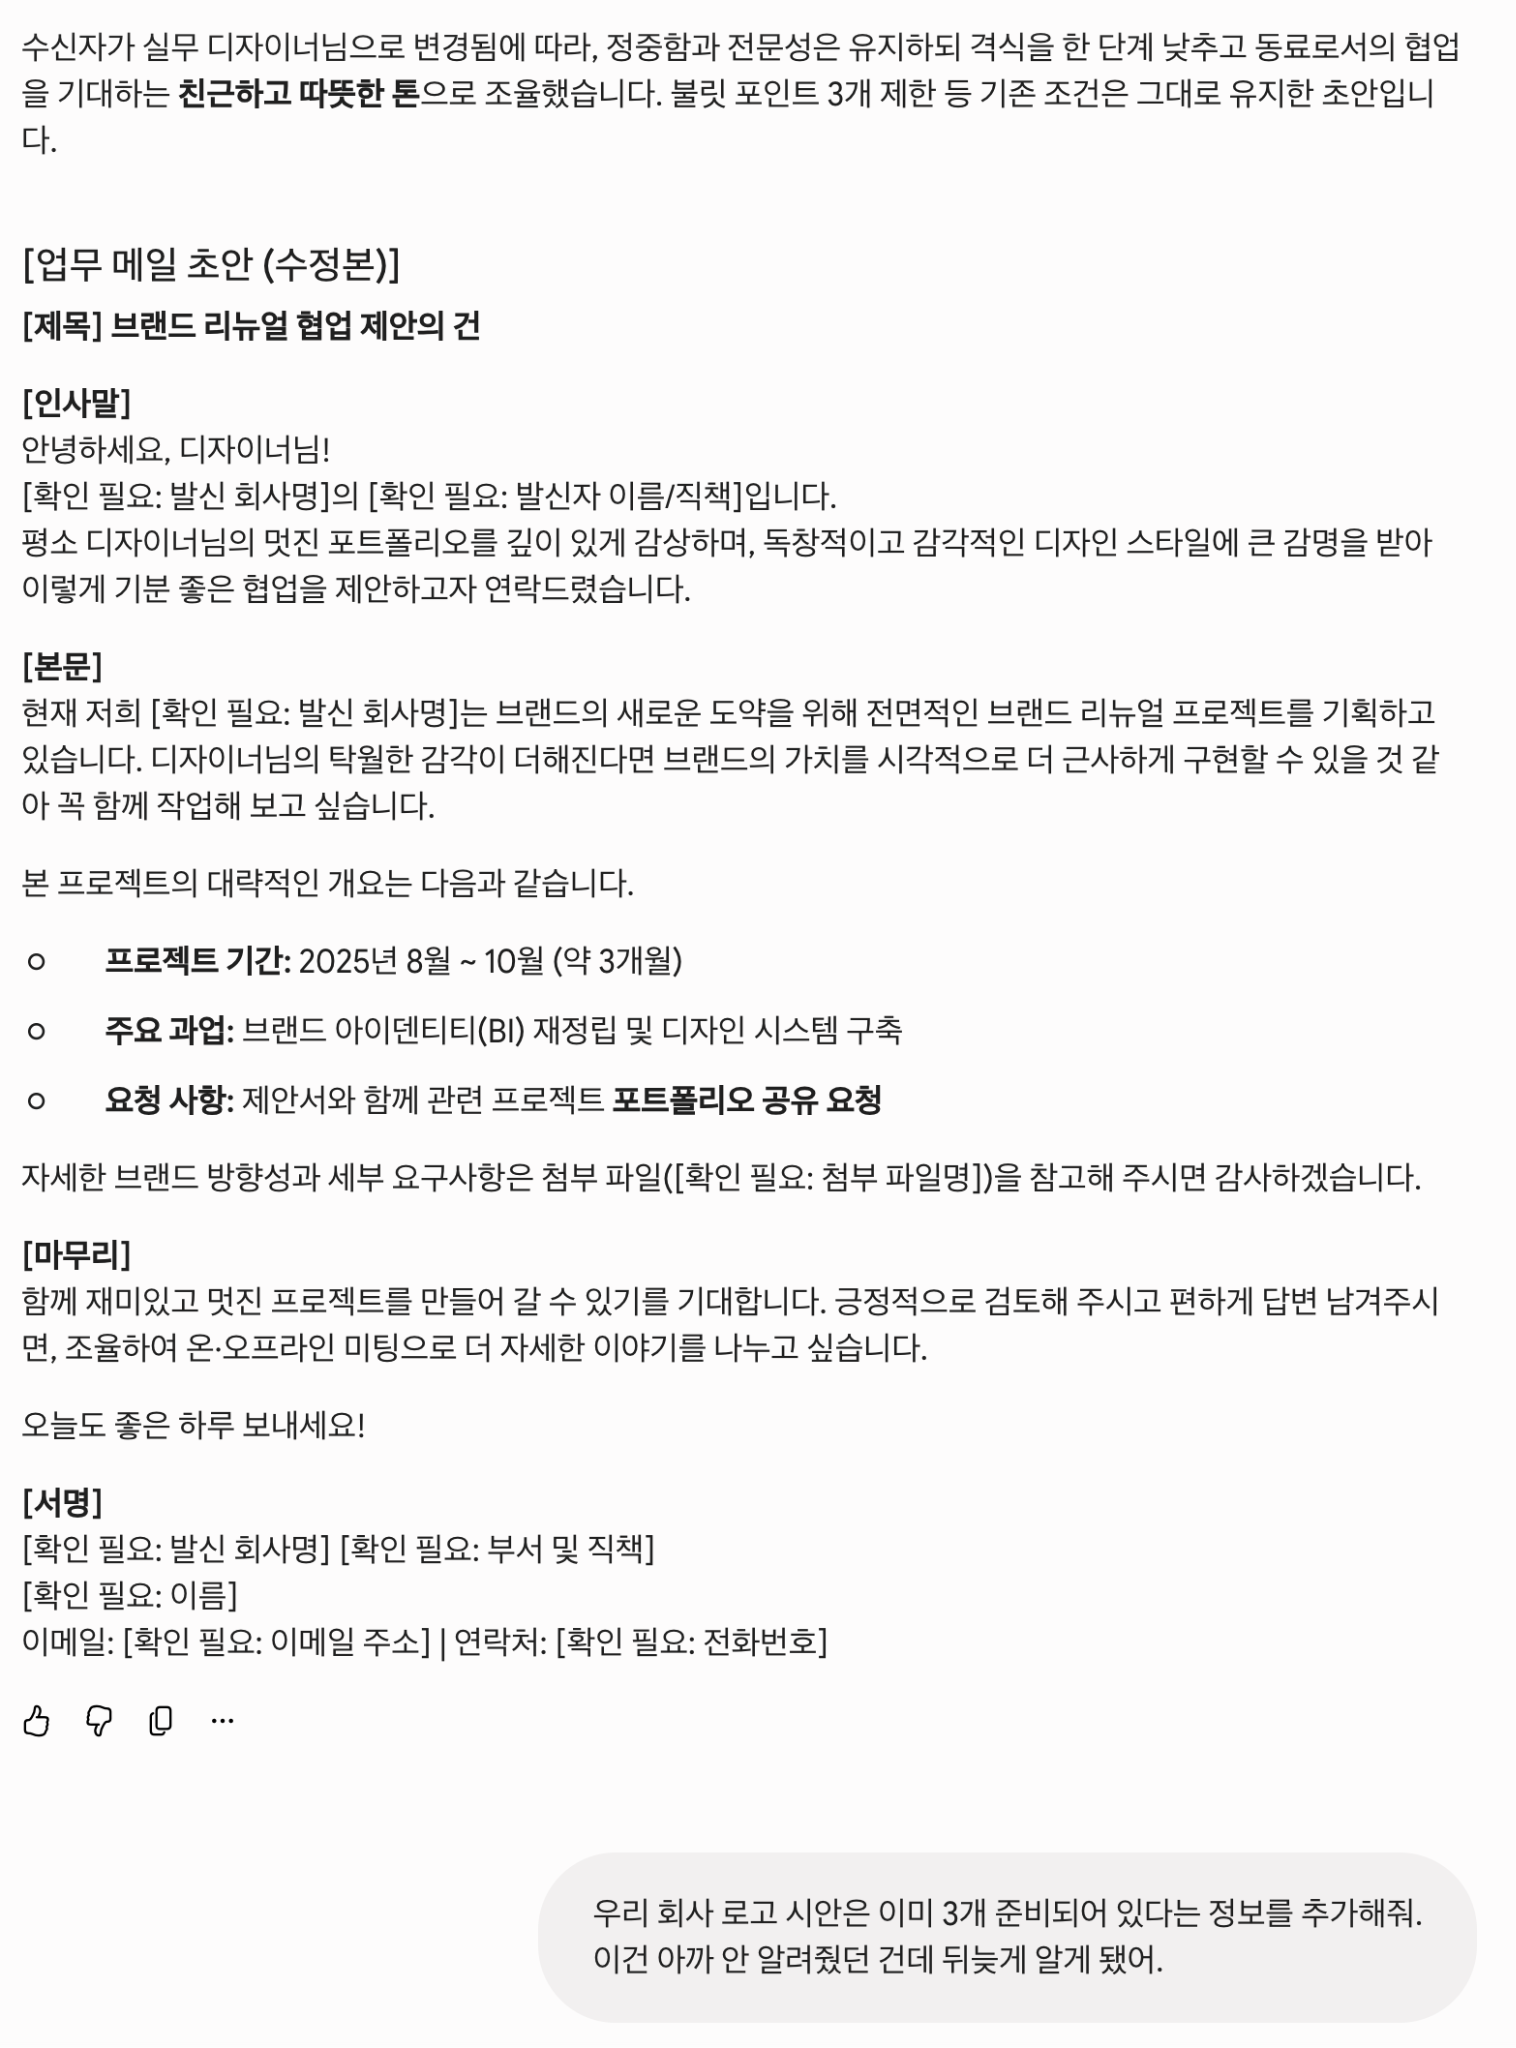 수신자가 실무 디자이너님으로 변경됨에 따라, 정중함과 전문성은 유지하되 격식을 한 단계 낮추고 동료로서의 협업
을 기대하는 친근하고 따뜻한 톤으로 조율했습니다. 불릿 포인트 3개 제한 등 기존 조건은 그대로 유지한 초안입니
다.
[업무 메일 초안 (수정본)]
[제목] 브랜드 리뉴얼 협업 제안의 건
[인사말]
안녕하세요, 디자이너님!
[확인 필요: 발신 회사명]의 [확인 필요: 발신자 이름/직책]입니다.
평소 디자이너님의 멋진 포트폴리오를 깊이 있게 감상하며, 독창적이고 감각적인 디자인 스타일에 큰 감명을 받아
이렇게 기분 좋은 협업을 제안하고자 연락드렸습니다.
[본문]
현재 저희 [확인 필요: 발신 회사명]는 브랜드의 새로운 도약을 위해 전면적인 브랜드 리뉴얼 프로젝트를 기획하고
있습니다. 디자이너님의 탁월한 감각이 더해진다면 브랜드의 가치를 시각적으로 더 근사하게 구현할 수 있을 것 같
아 꼭 함께 작업해 보고 싶습니다.
본 프로젝트의 대략적인 개요는 다음과 같습니다.
프로젝트 기간: 2025년 8월 ~ 10월 (약 3개월)
주요 과업: 브랜드 아이덴티티(BI) 재정립 및 디자인 시스템 구축
요청 사항: 제안서와 함께 관련 프로젝트 포트폴리오 공유 요청
자세한 브랜드 방향성과 세부 요구사항은 첨부 파일([확인 필요: 첨부 파일명])을 참고해 주시면 감사하겠습니다.
[마무리]
함께 재미있고 멋진 프로젝트를 만들어 갈 수 있기를 기대합니다. 긍정적으로 검토해 주시고 편하게 답변 남겨주시
면, 조율하여 온·오프라인 미팅으로 더 자세한 이야기를 나누고 싶습니다.
오늘도 좋은 하루 보내세요!
[서명]
[확인 필요: 발신 회사명] [확인 필요: 부서 및 직책]
[확인 필요: 이름]
이메일: [확인 필요: 이메일 주소] | 연락처: [확인 필요: 전화번호]
우리 회사 로고 시안은 이미 3개 준비되어 있다는 정보를 추가해줘.
이건 아까 안 알려줬던 건데 뒤늦게 알게 됐어.